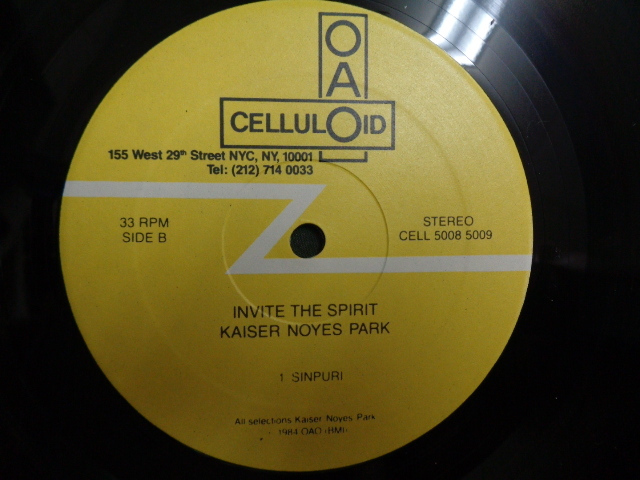 OAO
CELLULOID
155 West 29th Street NYC, NY, 10001
Tel: (212) 714 0033
33 RPM
SIDE B
STEREO
CELL 5008 5009
INVITE THE SPIRIT
KAISER NOYES PARK
1 SINPURI
All selections Kaiser Noyes Park
1984 OAO (BMI)